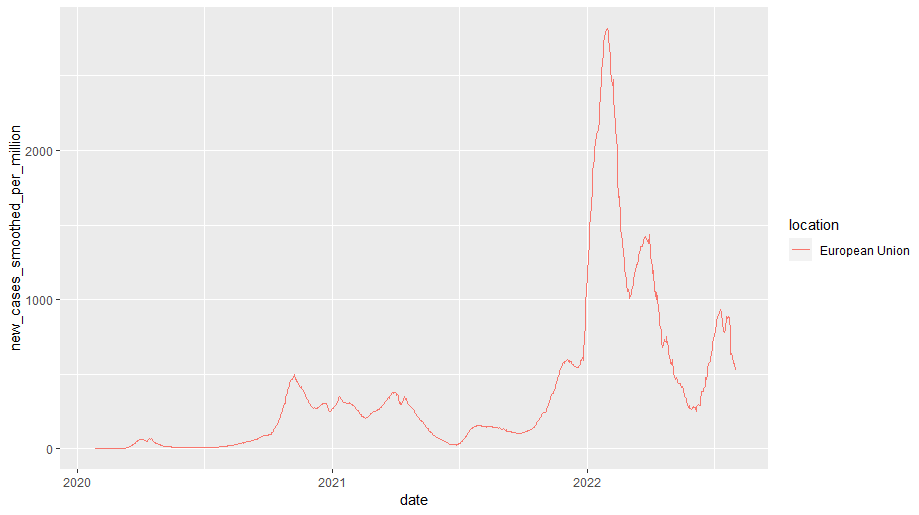 new_cases_smoothed_per_million
2000
1000
0
2020
2021
2022
date
location
European Union